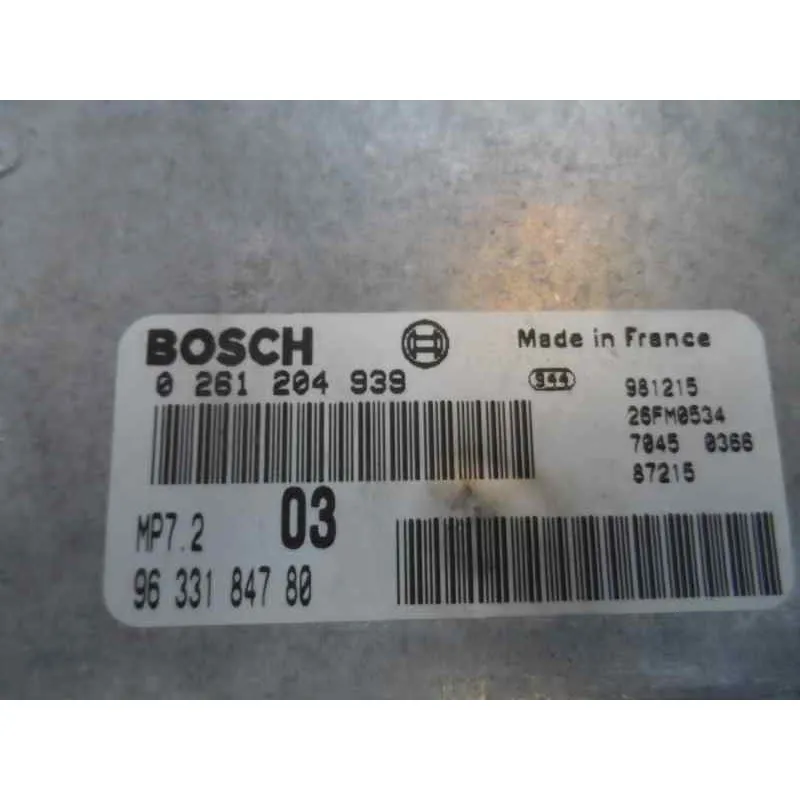 BOSCH Made in France
0 261 204 939 944 981215
26FM0534
7045 0366
87215
MP7.2 03
96 331 847 80